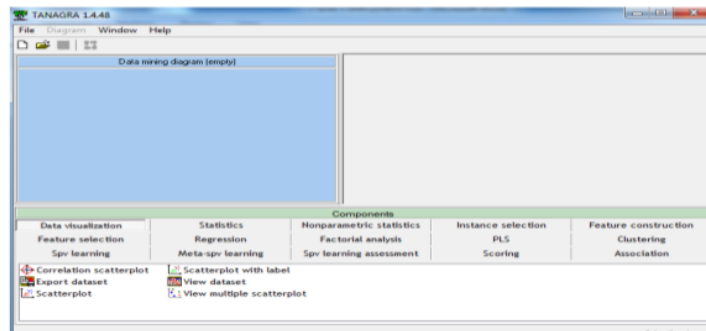 TANAGRA 1.4.48
File Diagram Window Help
Data mining diagram (empty)
Components
Data visualization Statistics Nonparametric statistics Instance selection Feature construction
Feature selection Regression Factorial analysis PLS Clustering
Spv learning Meta-spv learning Spv learning assessment Scoring Association
Correlation scatterplot Scatterplot with label
Export dataset View dataset
Scatterplot View multiple scatterplot